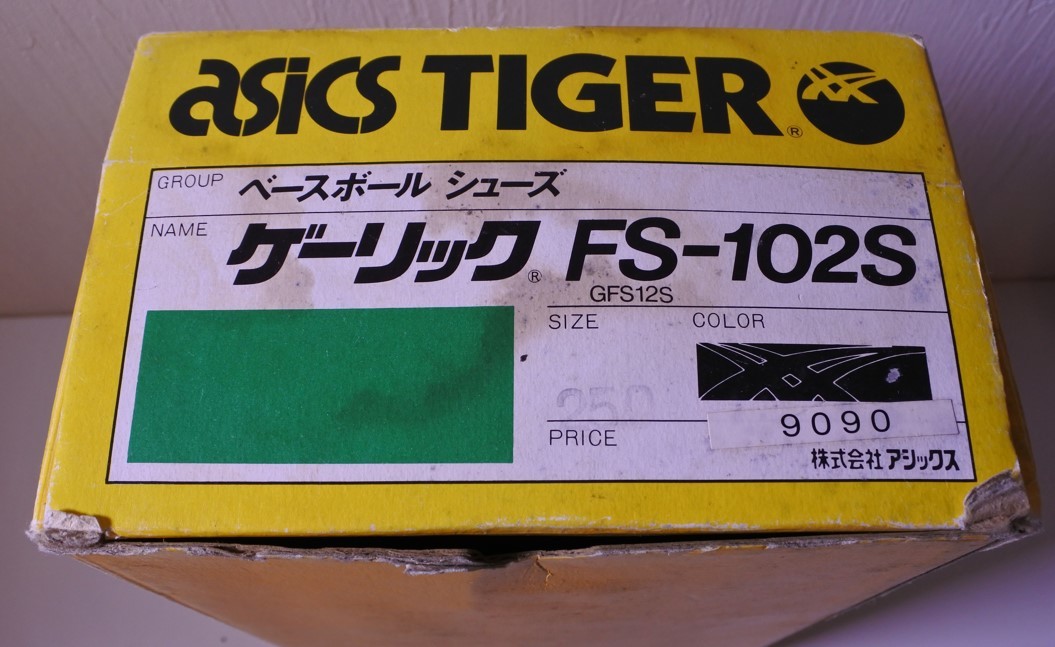 asics TIGER®
GROUP ベースボール シューズ
NAME ゲーリック® FS-102S
GFS12S
SIZE COLOR
250
9090
PRICE
株式会社 アシックス